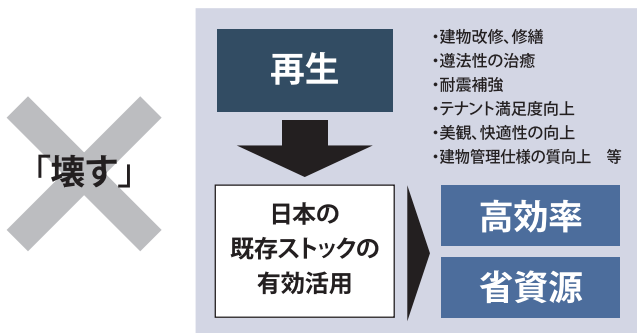 「壊す」
再生
・建物改修、修繕
・遵法性の治癒
・耐震補強
・テナント満足度向上
・美観、快適性の向上
・建物管理仕様の質向上　等
日本の
既存ストックの
有効活用
高効率
省資源